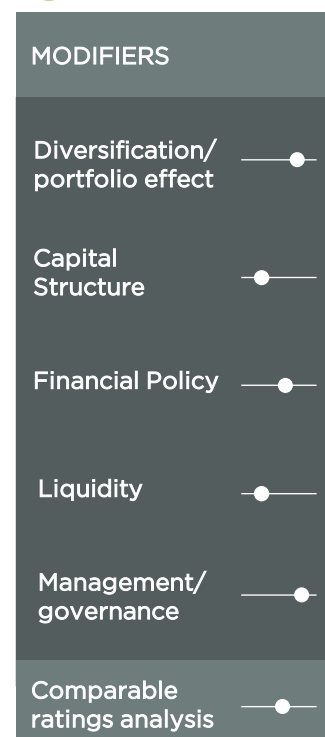 MODIFIERS
Diversification/
portfolio effect
Capital
Structure
Financial Policy
Liquidity
Management/
governance
Comparable
ratings analysis